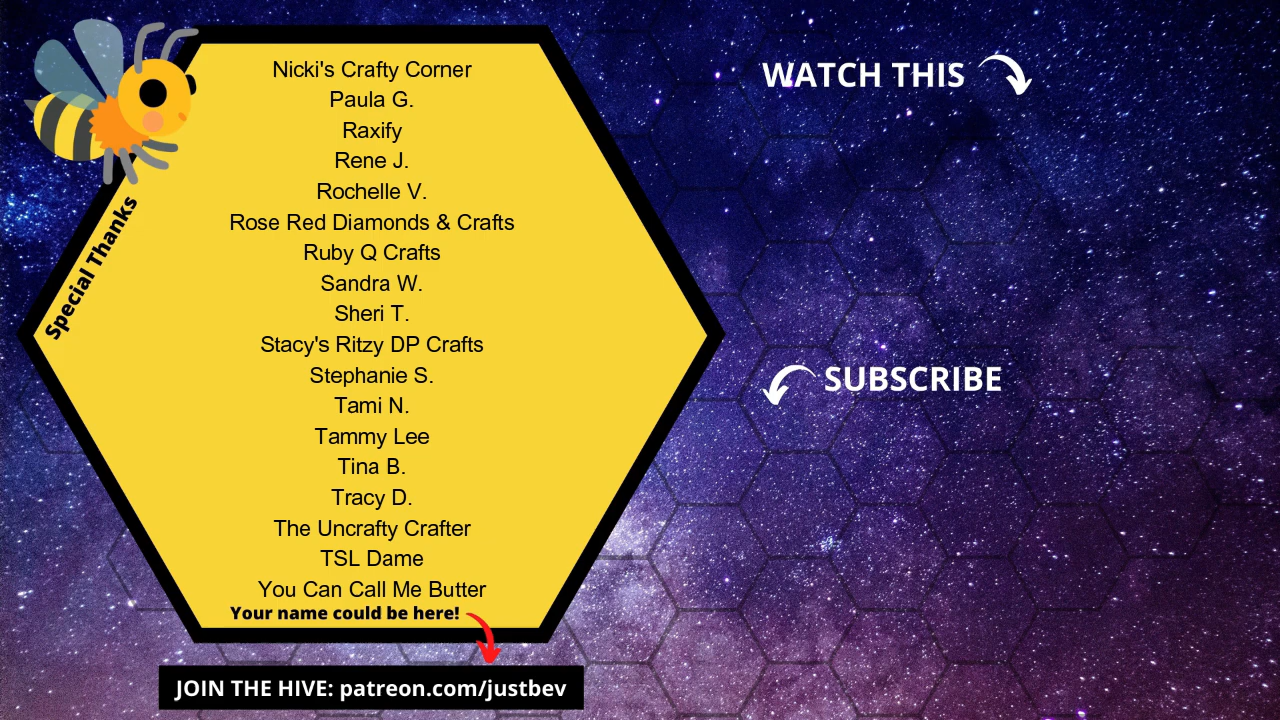 Special Thanks
Nicki's Crafty Corner
Paula G.
Raxify
Rene J.
Rochelle V.
Rose Red Diamonds & Crafts
Ruby Q Crafts
Sandra W.
Sheri T.
Stacy's Ritzy DP Crafts
Stephanie S.
Tami N.
Tammy Lee
Tina B.
Tracy D.
The Uncrafty Crafter
TSL Dame
You Can Call Me Butter
Your name could be here!
JOIN THE HIVE: patreon.com/justbev
WATCH THIS
SUBSCRIBE